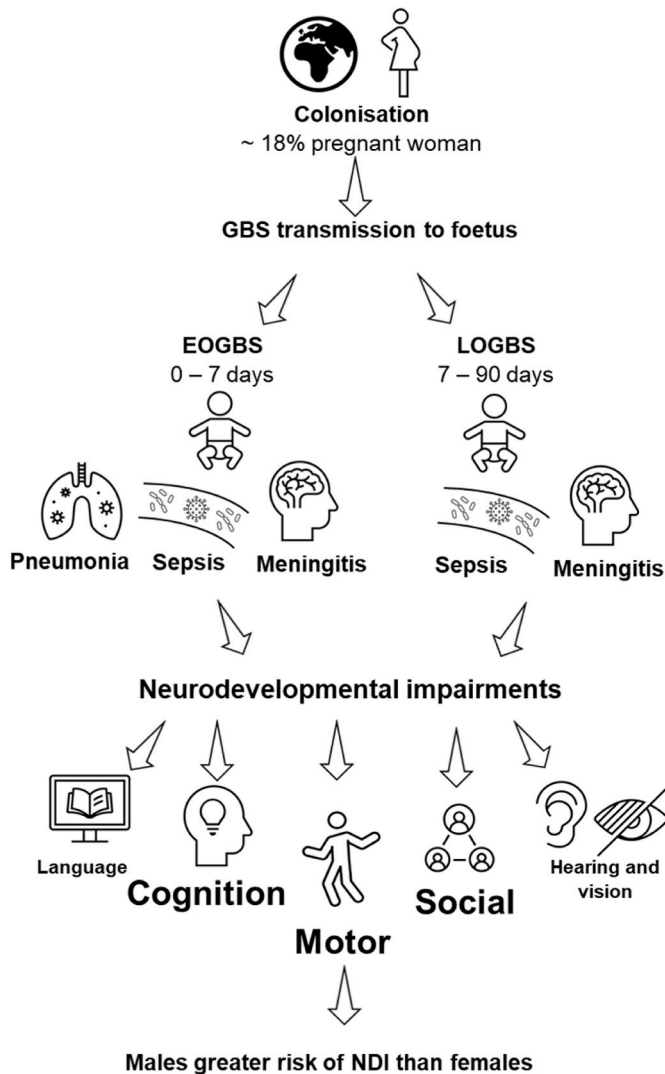 Colonisation
~ 18% pregnant woman
GBS transmission to foetus
EOGBS
0 – 7 days
LOGBS
7 – 90 days
Pneumonia
Sepsis
Meningitis
Sepsis
Meningitis
Neurodevelopmental impairments
Language
Cognition
Motor
Social
Hearing and
vision
Males greater risk of NDI than females